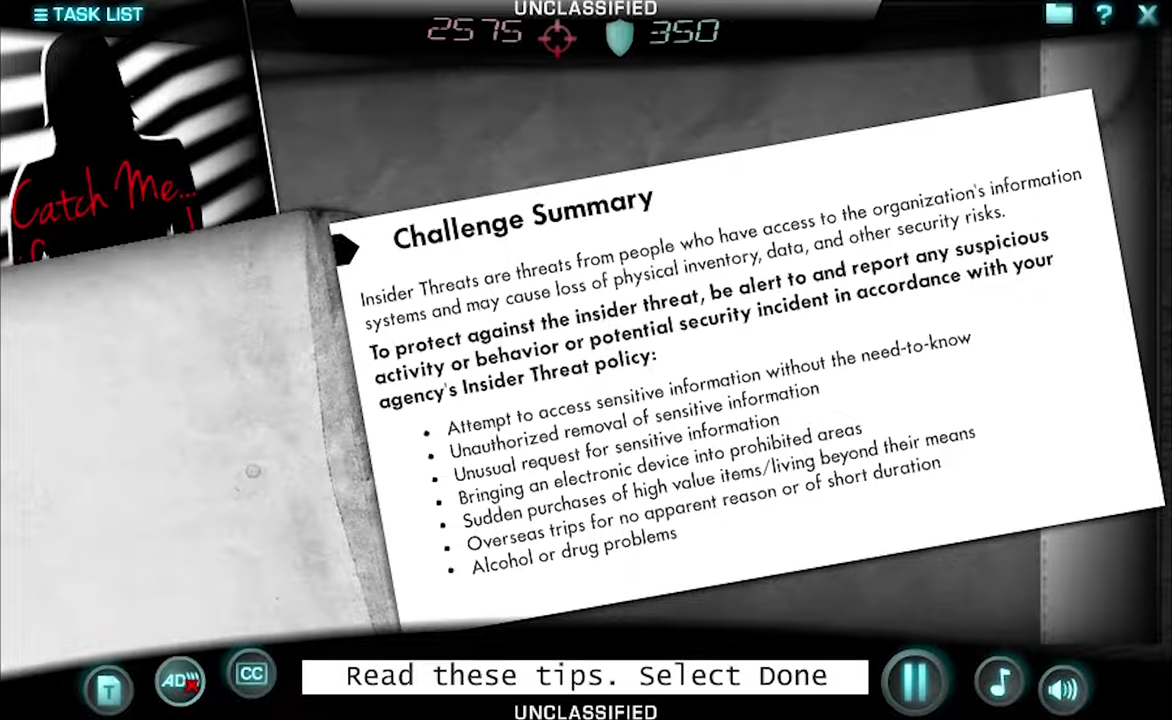 UNCLASSIFIED
TASK LIST
2575
350
?
X
Catch Me...
Challenge Summary
Insider Threats are threats from people who have access to the organization's information
systems and may cause loss of physical inventory, data, and other security risks.
To protect against the insider threat, be alert to and report any suspicious
activity or behavior or potential security incident in accordance with your
agency's Insider Threat policy:
• Attempt to access sensitive information without the need-to-know
• Unauthorized removal of sensitive information
• Unusual request for sensitive information
• Bringing an electronic device into prohibited areas
• Sudden purchases of high value items/living beyond their means
• Overseas trips for no apparent reason or of short duration
• Alcohol or drug problems
T
AD
CC
Read these tips. Select Done
UNCLASSIFIED